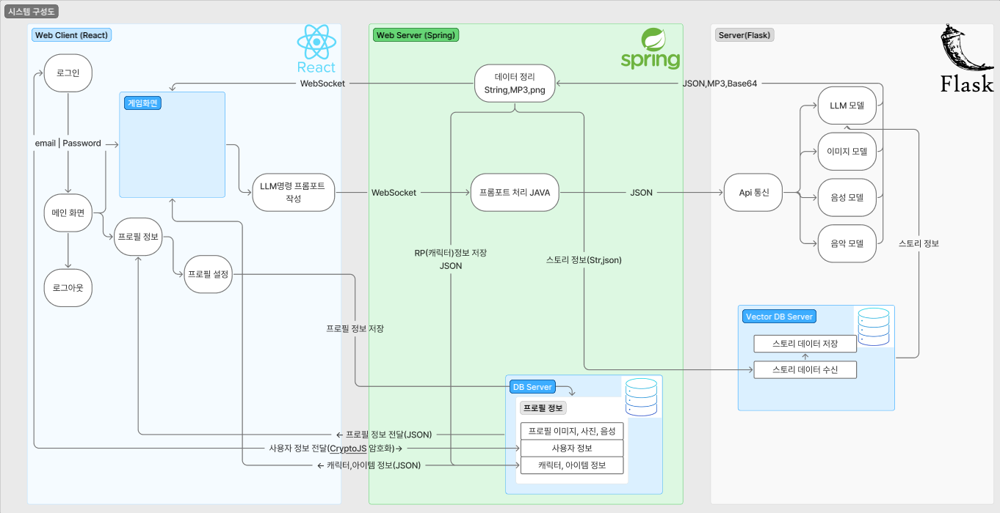 시스템 구성도
Web Client (React)
React
로그인
게임화면
email | Password
LLM명령 프롬포트
작성
메인 화면
프로필 정보
프로필 설정
로그아웃
WebSocket
WebSocket
Web Server (Spring)
spring
데이터 정리
String,MP3,png
프롬포트 처리 JAVA
RP(캐릭터)정보 저장
JSON
스토리 정보(Str,json)
프로필 정보 저장
JSON,MP3,Base64
JSON
Server(Flask)
Flask
LLM 모델
이미지 모델
Api 통신
음성 모델
음악 모델
스토리 정보
Vector DB Server
스토리 데이터 저장
스토리 데이터 수신
DB Server
프로필 정보
프로필 이미지, 사진, 음성
사용자 정보
캐릭터, 아이템 정보
← 프로필 정보 전달(JSON)
사용자 정보 전달(CryptoJS 암호화)→
← 캐릭터,아이템 정보(JSON)